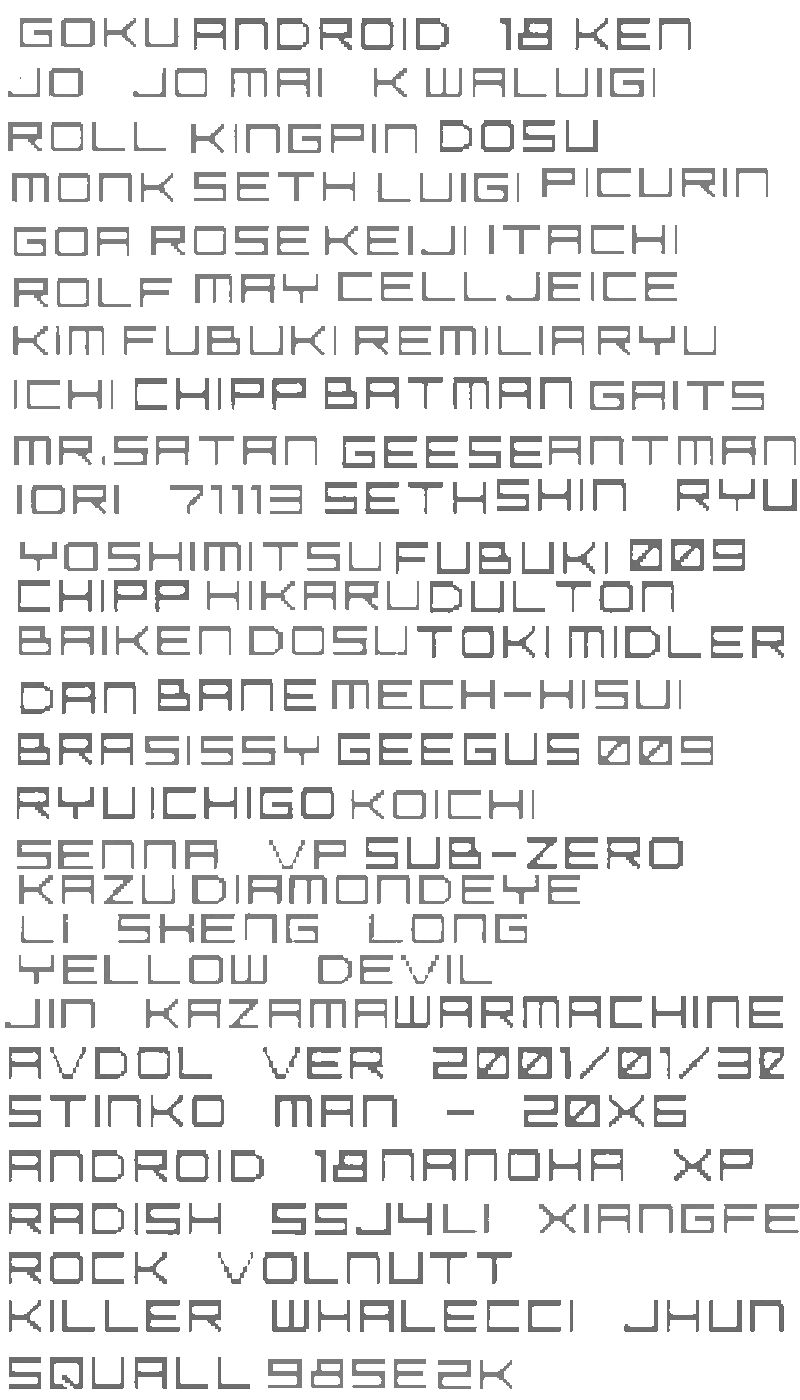 GOKU ANDROID 18 KEN
JO JO MAI K WALUIGI
ROLL KINGPIN DOSU
MONK SETH LUIGI PICURIN
GOA ROSE KEIJI ITACHI
ROLF MAY CELL JEICE
KIM FUBUKI REMILIA RYU
ICHI CHIPP BATMAN GAITS
MR.SATAN GEESE ANTMAN
IORI 71113 SETH SHIN RYU
YOSHIMITSU FUBUKI 009
CHIPP HIKARU DULTON
BAIKEN DOSU TOKI MIDLER
DAN BANE MECH-HISUI
BRA SISSY GEEGUS 009
RYU ICHIGO KOICHI
SENNA VP SUB-ZERO
KAZU DIAMONDEYE
LI SHENG LONG
YELLOW DEVIL
JIN KAZAMA WARMACHINE
AVDOL VER 2001/01/30
STINKO MAN - 20X6
ANDROID 18 NANOHA XP
RADISH SSJ4 LI XIANGFE
ROCK VOLNUTT
KILLER WHALE CCI JHUN
SQUALL 98SE2K